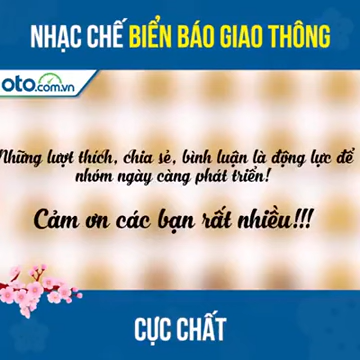 NHẠC CHẾ BIỂN BÁO GIAO THÔNG
oto.com.vn
Những lượt thích, chia sẻ, bình luận là động lực để
nhóm ngày càng phát triển!
Cảm ơn các bạn rất nhiều!!!
CỰC CHẤT